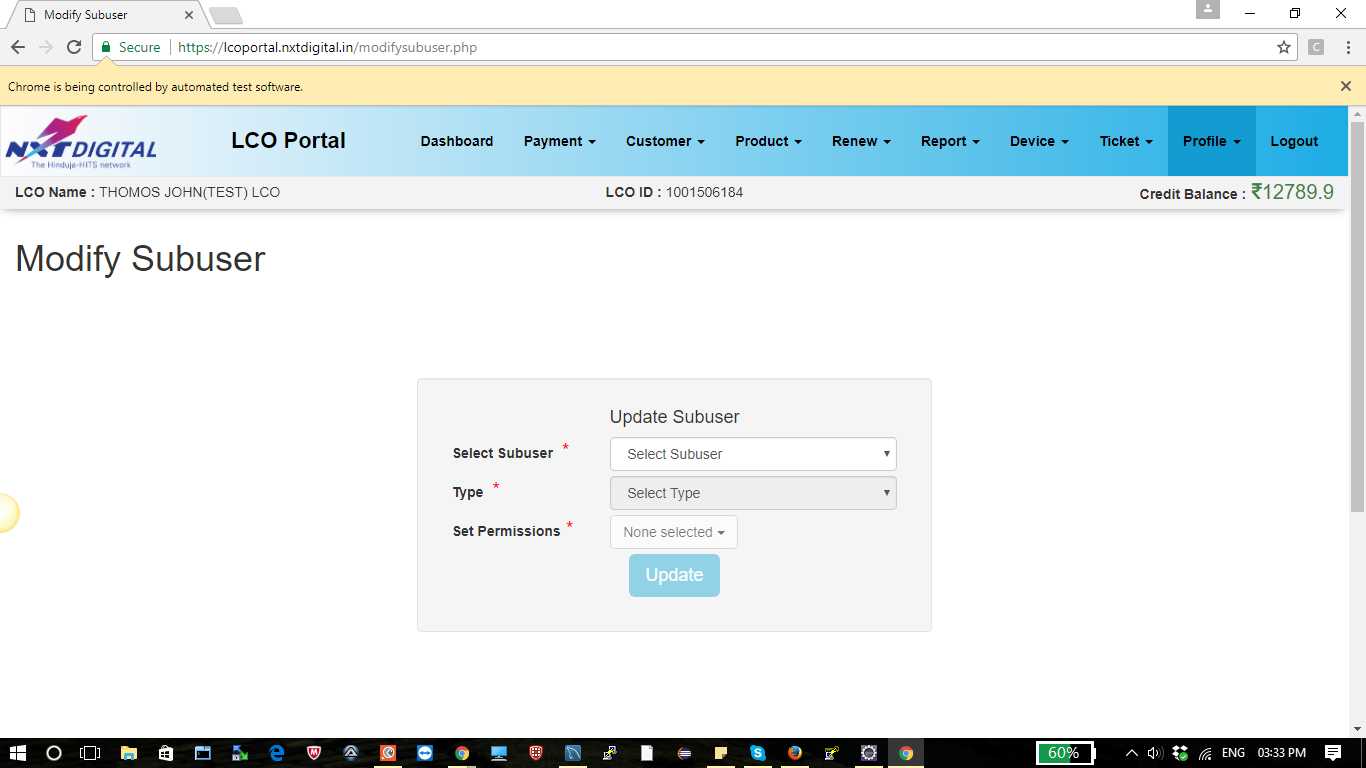 Modify Subuser
Secure https://lcoportal.nxtdigital.in/modifysubuser.php
C
Chrome is being controlled by automated test software.
NXTDIGITAL
The Hinduja-HITS network
LCO Portal
Dashboard Payment Customer Product Renew Report Device Ticket Profile Logout
LCO Name : THOMOS JOHN(TEST) LCO LCO ID : 1001506184 Credit Balance : ₹12789.9
Modify Subuser
Update Subuser
Select Subuser * Select Subuser
Type * Select Type
Set Permissions * None selected
Update
60% ENG 03:33 PM